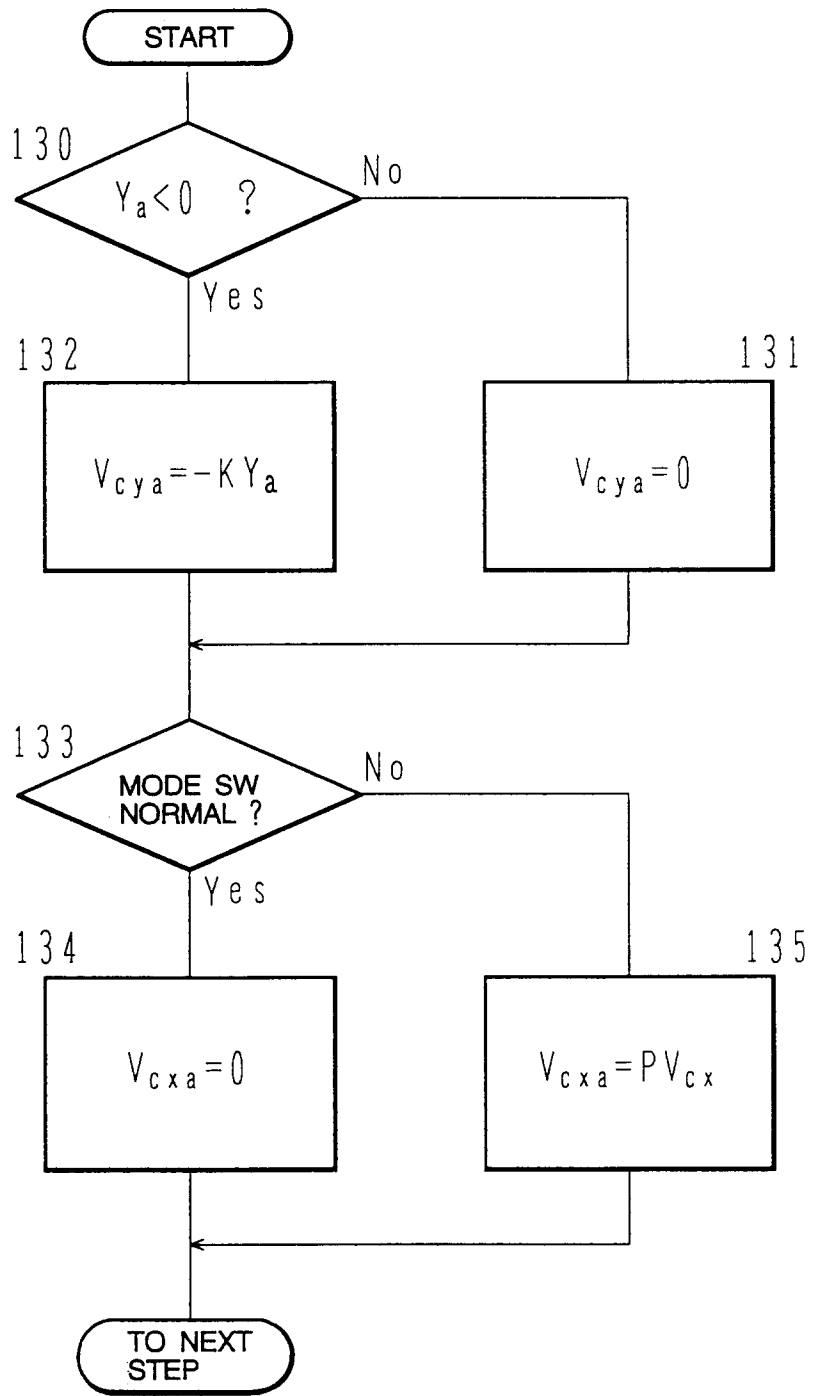 START
130
Ya<0 ?
No
Yes
132
131
Vcya=-KYa
Vcya=0
133
MODE SW
NORMAL ?
No
Yes
134
135
Vcxa=0
Vcxa=PVcx
TO NEXT
STEP